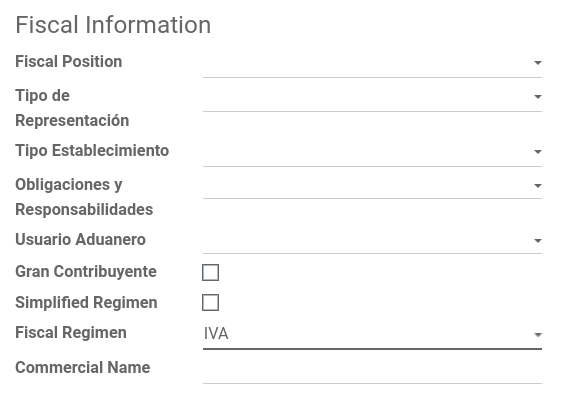 Fiscal Information
Fiscal Position
Tipo de
Representación
Tipo Establecimiento
Obligaciones y
Responsabilidades
Usuario Aduanero
Gran Contribuyente
Simplified Regimen
Fiscal Regimen IVA
Commercial Name